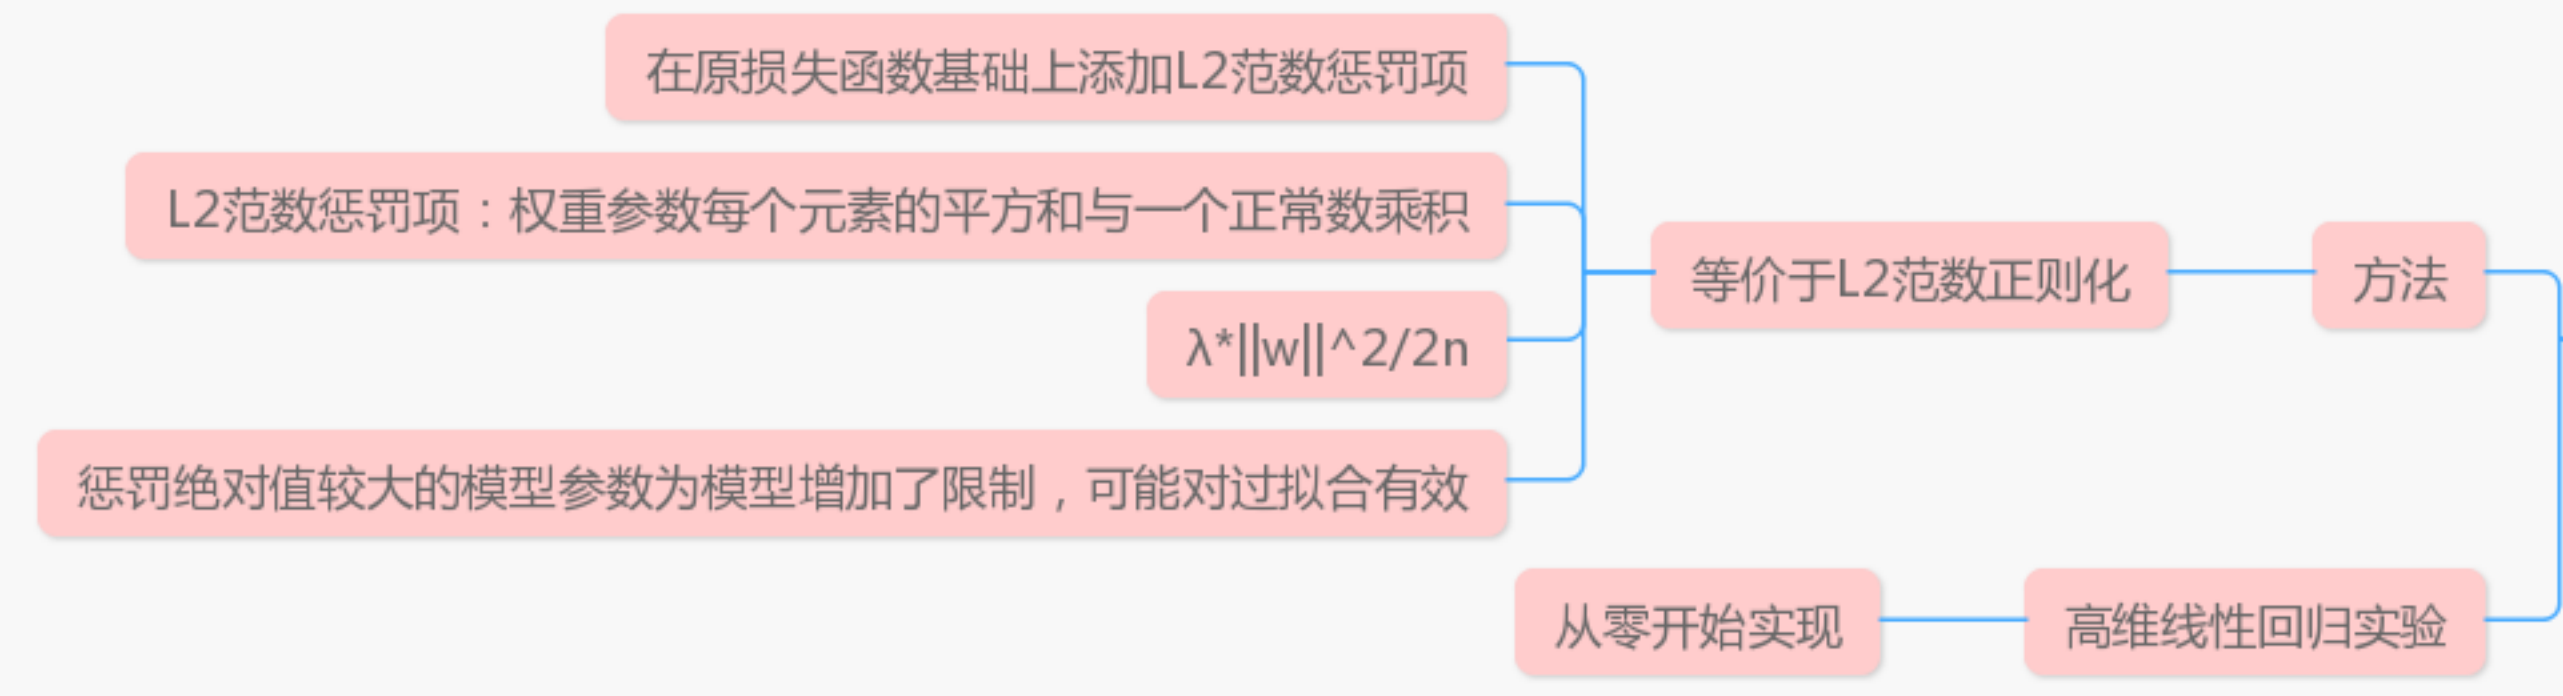 在原损失函数基础上添加L2范数惩罚项
L2范数惩罚项：权重参数每个元素的平方和与一个正常数乘积
λ*||w||^2/2n
惩罚绝对值较大的模型参数为模型增加了限制，可能对过拟合有效
等价于L2范数正则化
方法
从零开始实现
高维线性回归实验